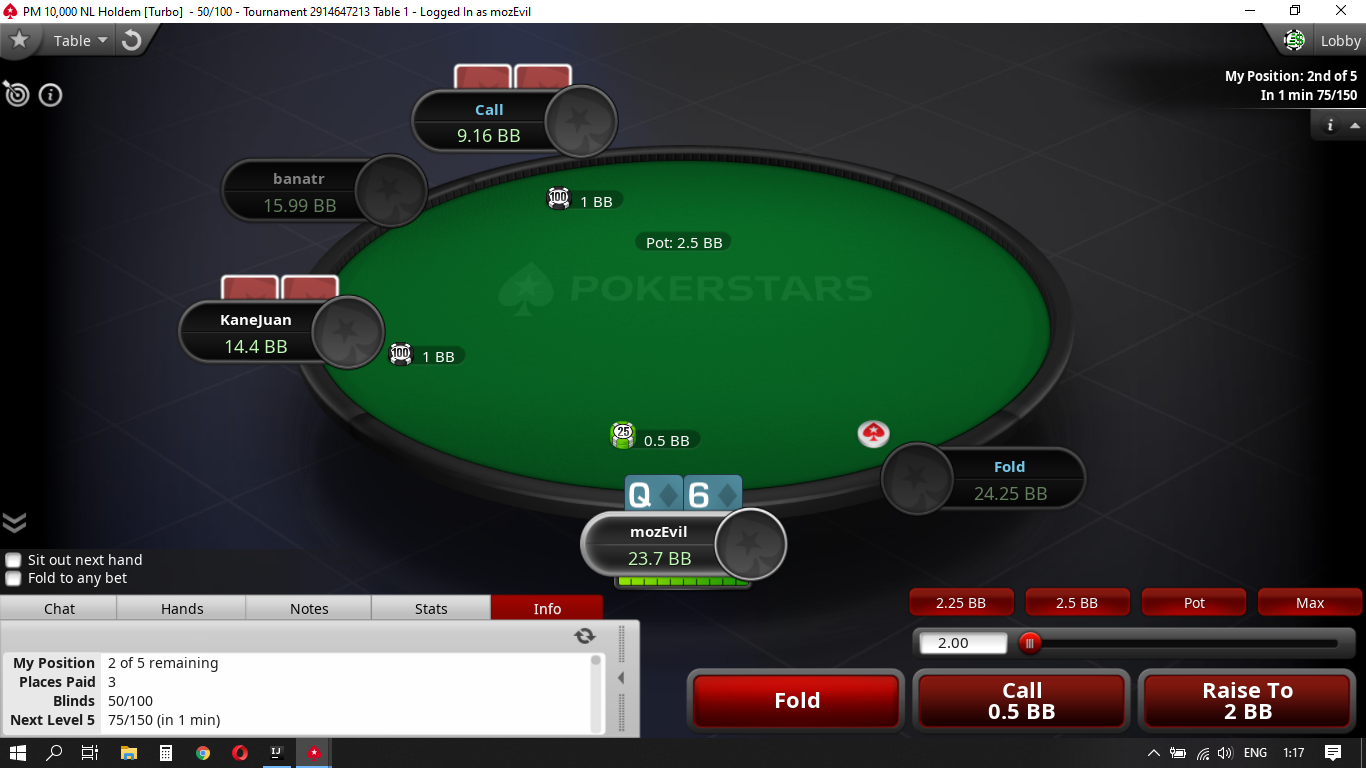 PM 10,000 NL Holdem [Turbo] - 50/100 - Tournament 2914647213 Table 1 - Logged In as mozEvil
Table
Lobby
My Position: 2nd of 5
In 1 min 75/150
i
i
Call
9.16 BB
banatr
15.99 BB
100
1 BB
Pot: 2.5 BB
POKERSTARS
KaneJuan
14.4 BB
100
1 BB
25
0.5 BB
Fold
24.25 BB
Q 6
mozEvil
23.7 BB
Sit out next hand
Fold to any bet
Chat Hands Notes Stats Info
My Position 2 of 5 remaining
Places Paid 3
Blinds 50/100
Next Level 5 75/150 (in 1 min)
2.25 BB 2.5 BB Pot Max
2.00
Fold
Call
0.5 BB
Raise To
2 BB
IJ
ENG 1:17